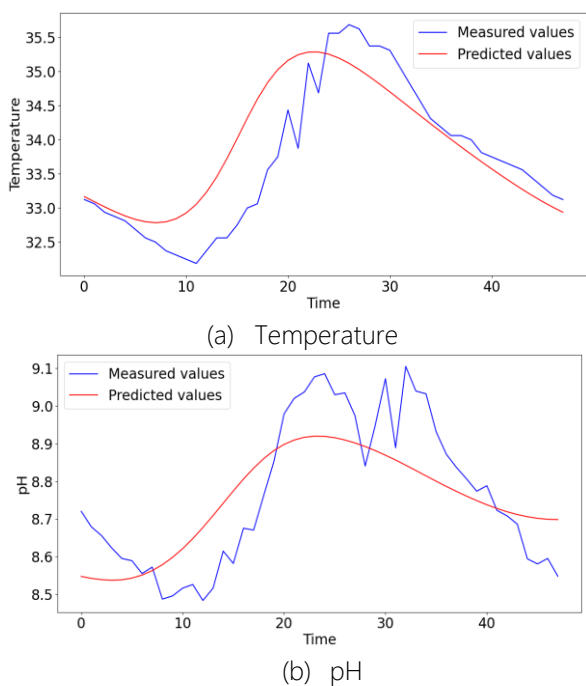 35.5
35.0
34.5
34.0
33.5
33.0
32.5
Temperature
Measured values
Predicted values
0
10
20
30
40
Time
(a) Temperature
9.1
9.0
8.9
8.8
8.7
8.6
8.5
pH
Measured values
Predicted values
0
10
20
30
40
Time
(b) pH